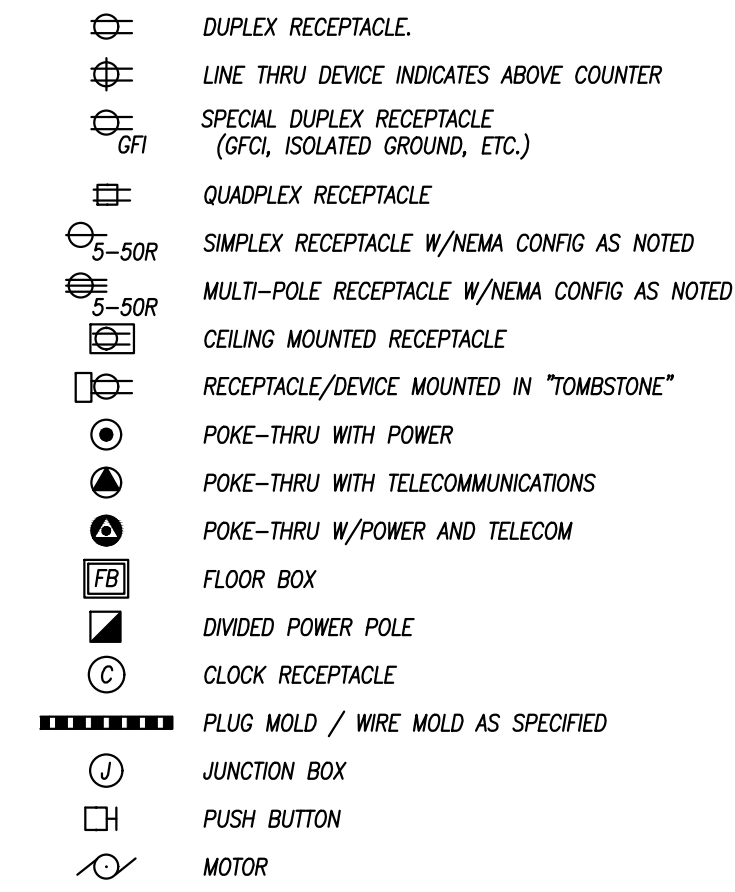 DUPLEX RECEPTACLE.
LINE THRU DEVICE INDICATES ABOVE COUNTER
GFI SPECIAL DUPLEX RECEPTACLE
(GFCI, ISOLATED GROUND, ETC.)
QUADPLEX RECEPTACLE
5-50R SIMPLEX RECEPTACLE W/NEMA CONFIG AS NOTED
5-50R MULTI-POLE RECEPTACLE W/NEMA CONFIG AS NOTED
CEILING MOUNTED RECEPTACLE
RECEPTACLE/DEVICE MOUNTED IN "TOMBSTONE"
POKE-THRU WITH POWER
POKE-THRU WITH TELECOMMUNICATIONS
POKE-THRU W/POWER AND TELECOM
FB FLOOR BOX
DIVIDED POWER POLE
C CLOCK RECEPTACLE
PLUG MOLD / WIRE MOLD AS SPECIFIED
J JUNCTION BOX
PUSH BUTTON
MOTOR